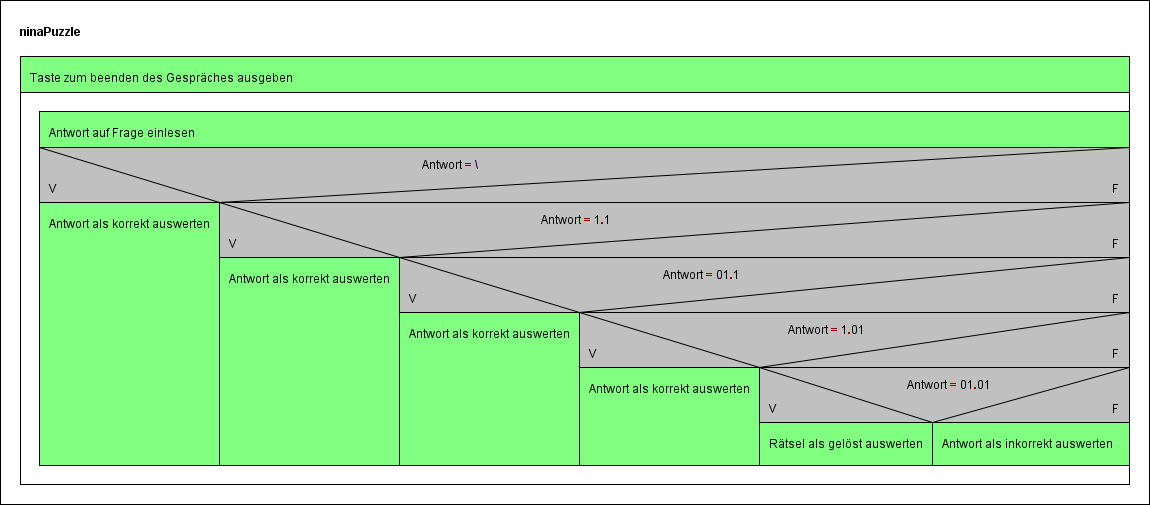 ninaPuzzle
Taste zum beenden des Gespräches ausgeben
Antwort auf Frage einlesen
Antwort = \
V
F
Antwort als korrekt auswerten
Antwort = 1.1
V
F
Antwort als korrekt auswerten
Antwort = 01.1
V
F
Antwort als korrekt auswerten
Antwort = 1.01
V
F
Antwort als korrekt auswerten
Antwort = 01.01
V
F
Rätsel als gelöst auswerten
Antwort als inkorrekt auswerten